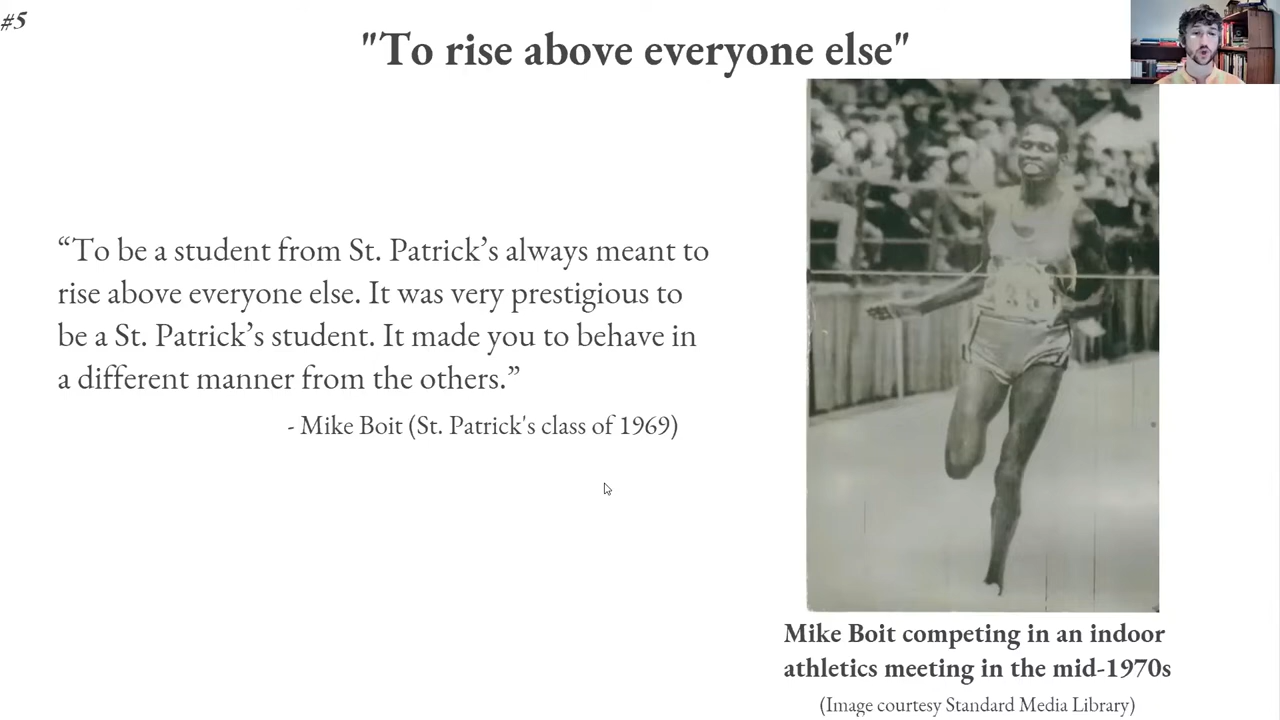 #5
"To rise above everyone else"
“To be a student from St. Patrick’s always meant to
rise above everyone else. It was very prestigious to
be a St. Patrick’s student. It made you to behave in
a different manner from the others.”
- Mike Boit (St. Patrick's class of 1969)
Mike Boit competing in an indoor
athletics meeting in the mid-1970s
(Image courtesy Standard Media Library)